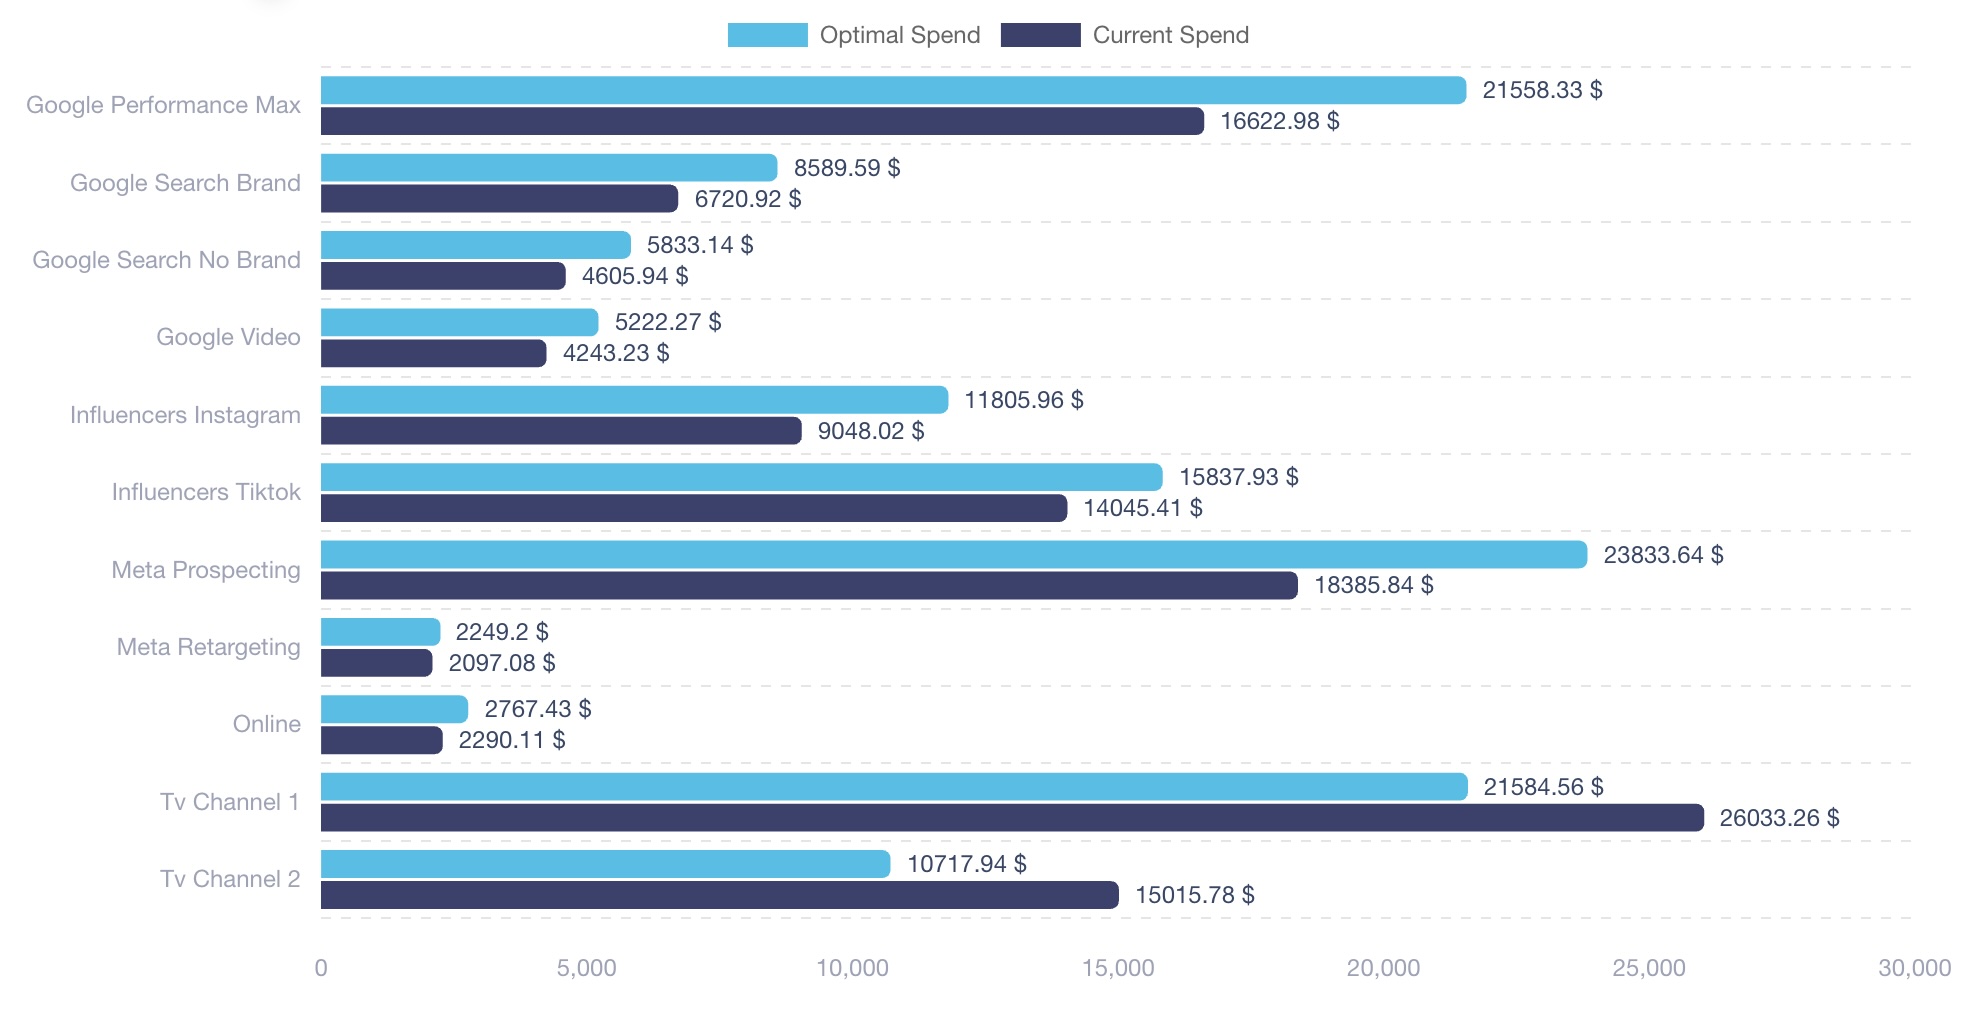 Optimal Spend Current Spend
Google Performance Max
21558.33 $
16622.98 $
Google Search Brand
8589.59 $
6720.92 $
Google Search No Brand
5833.14 $
4605.94 $
Google Video
5222.27 $
4243.23 $
Influencers Instagram
11805.96 $
9048.02 $
Influencers Tiktok
15837.93 $
14045.41 $
Meta Prospecting
23833.64 $
18385.84 $
Meta Retargeting
2249.2 $
2097.08 $
Online
2767.43 $
2290.11 $
Tv Channel 1
21584.56 $
26033.26 $
Tv Channel 2
10717.94 $
15015.78 $
0 5,000 10,000 15,000 20,000 25,000 30,000